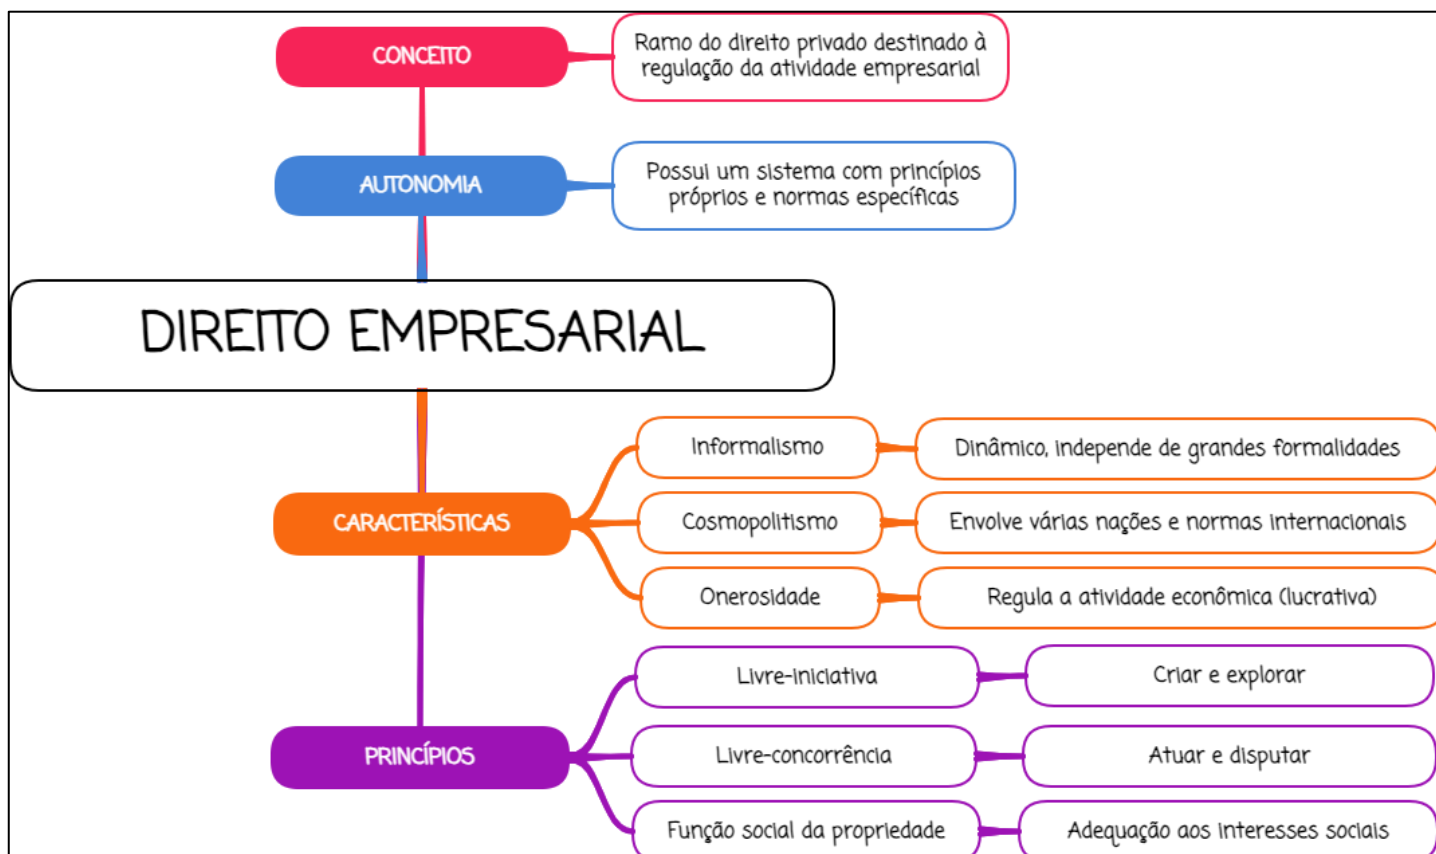 CONCEITO
Ramo do direito privado destinado à
regulação da atividade empresarial
AUTONOMIA
Possui um sistema com princípios
próprios e normas específicas
DIREITO EMPRESARIAL
CARACTERÍSTICAS
Informalismo
Dinâmico, independe de grandes formalidades
Cosmopolitismo
Envolve várias nações e normas internacionais
Onerosidade
Regula a atividade econômica (lucrativa)
PRINCÍPIOS
Livre-iniciativa
Criar e explorar
Livre-concorrência
Atuar e disputar
Função social da propriedade
Adequação aos interesses sociais